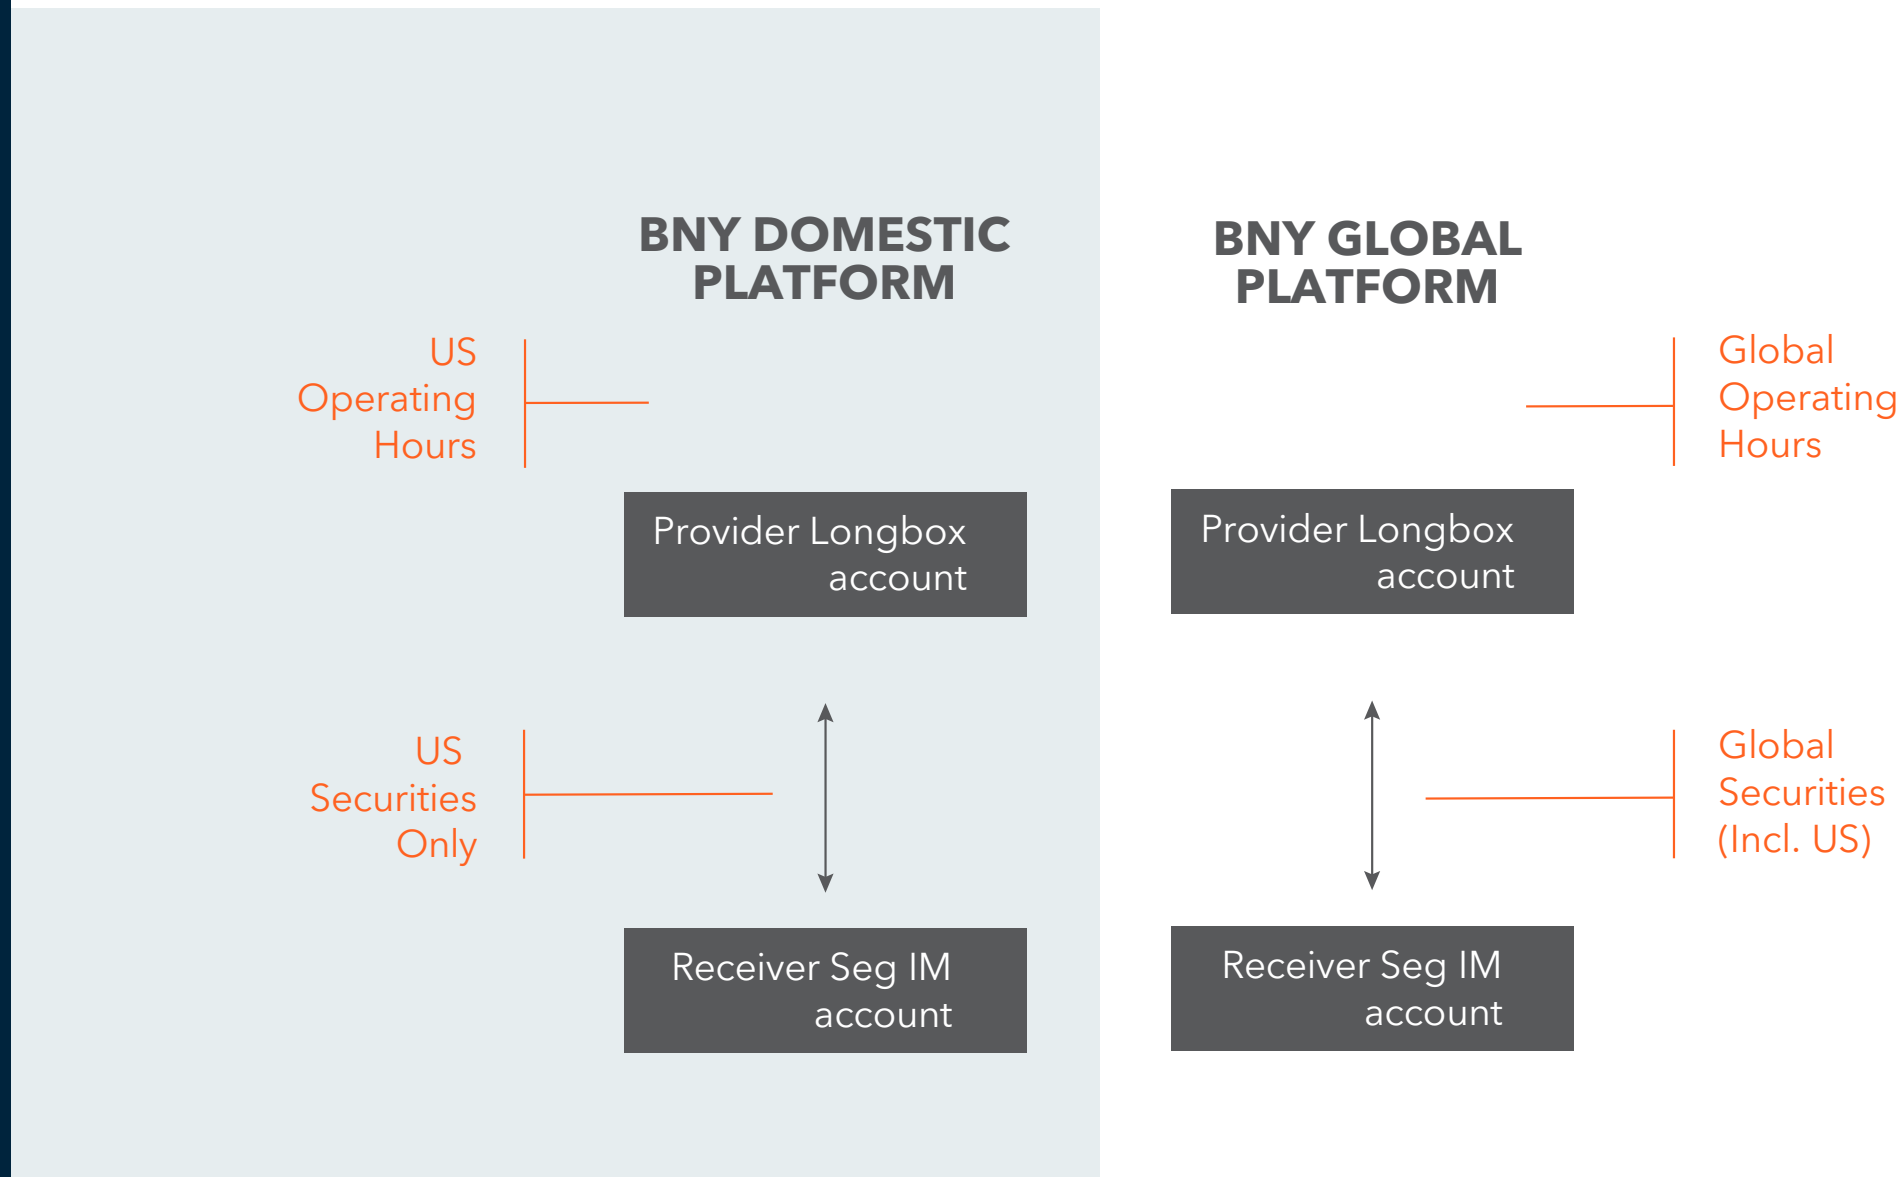 BNY DOMESTIC
PLATFORM
US
Operating
Hours
Provider Longbox
account
US
Securities
Only
Receiver Seg IM
account
BNY GLOBAL
PLATFORM
Global
Operating
Hours
Provider Longbox
account
Global
Securities
(Incl. US)
Receiver Seg IM
account